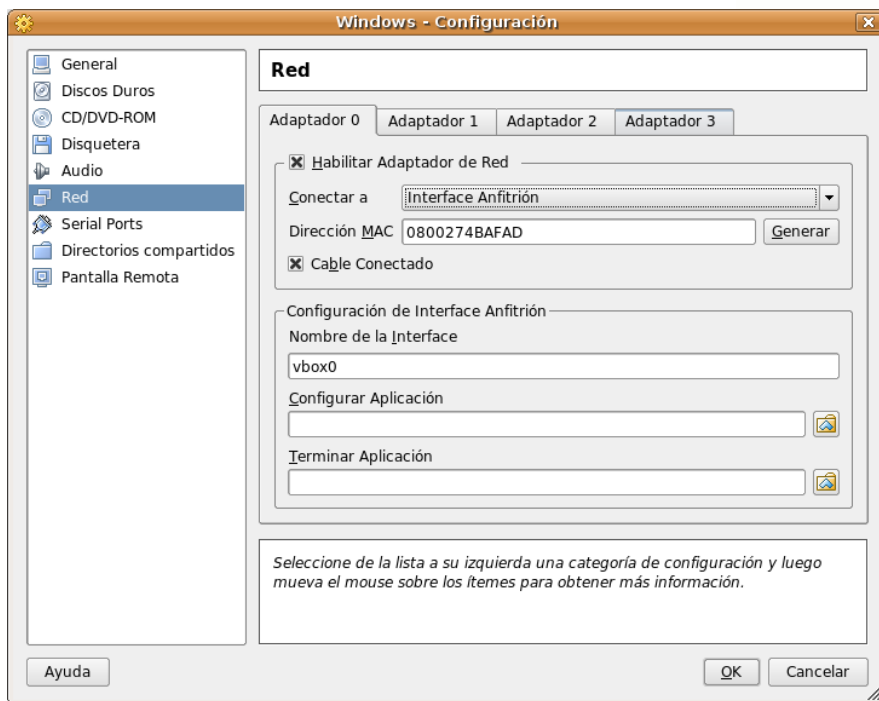 Windows - Configuración
General
Discos Duros
CD/DVD-ROM
Disquetera
Audio
Red
Serial Ports
Directorios compartidos
Pantalla Remota
Red
Adaptador 0
Adaptador 1
Adaptador 2
Adaptador 3
Habilitar Adaptador de Red
Conectar a
Interface Anfitrión
Dirección MAC
0800274BAFAD
Generar
Cable Conectado
Configuración de Interface Anfitrión
Nombre de la Interface
vbox0
Configurar Aplicación
Terminar Aplicación
Seleccione de la lista a su izquierda una categoría de configuración y luego
mueva el mouse sobre los ítemes para obtener más información.
Ayuda
OK
Cancelar